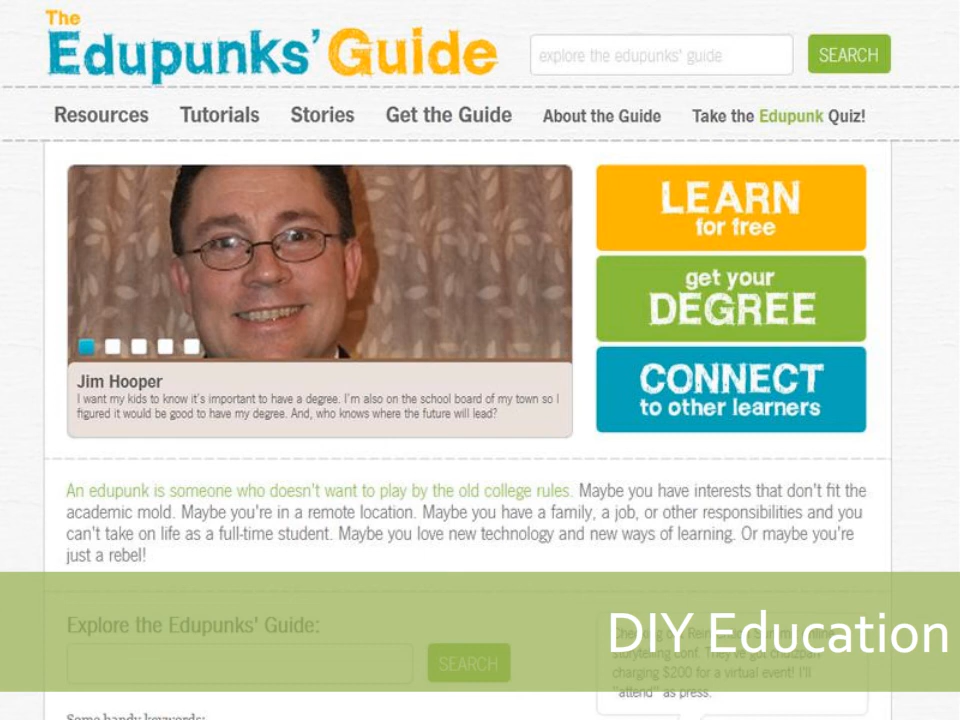 The
Edupunks' Guide
explore the edupunks' guide
SEARCH
Resources Tutorials Stories Get the Guide About the Guide Take the Edupunk Quiz!
LEARN
for free
get your
DEGREE
CONNECT
to other learners
Jim Hooper
I want my kids to know it's important to have a degree. I'm also on the school board of my town so I
figured it would be good to have my degree. And, who knows where the future will lead?
An edupunk is someone who doesn't want to play by the old college rules. Maybe you have interests that don't fit the
academic mold. Maybe you're in a remote location. Maybe you have a family, a job, or other responsibilities and you
can't take on life as a full-time student. Maybe you love new technology and new ways of learning. Or maybe you're
just a rebel!
Explore the Edupunks' Guide:
SEARCH
DIY Education
storytelling conf. They've got chutzpah
charging $200 for a virtual event! I'll
"attend" as press.
Some handy keywords: